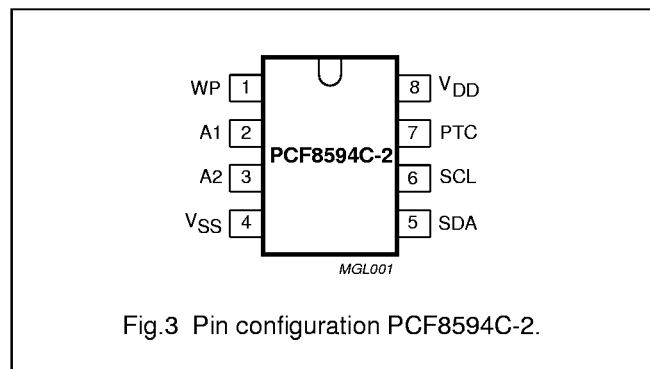 WP 1 8 VDD
A1 2 7 PTC
PCF8594C-2
A2 3 6 SCL
VSS 4 5 SDA
MGL001
Fig.3 Pin configuration PCF8594C-2.